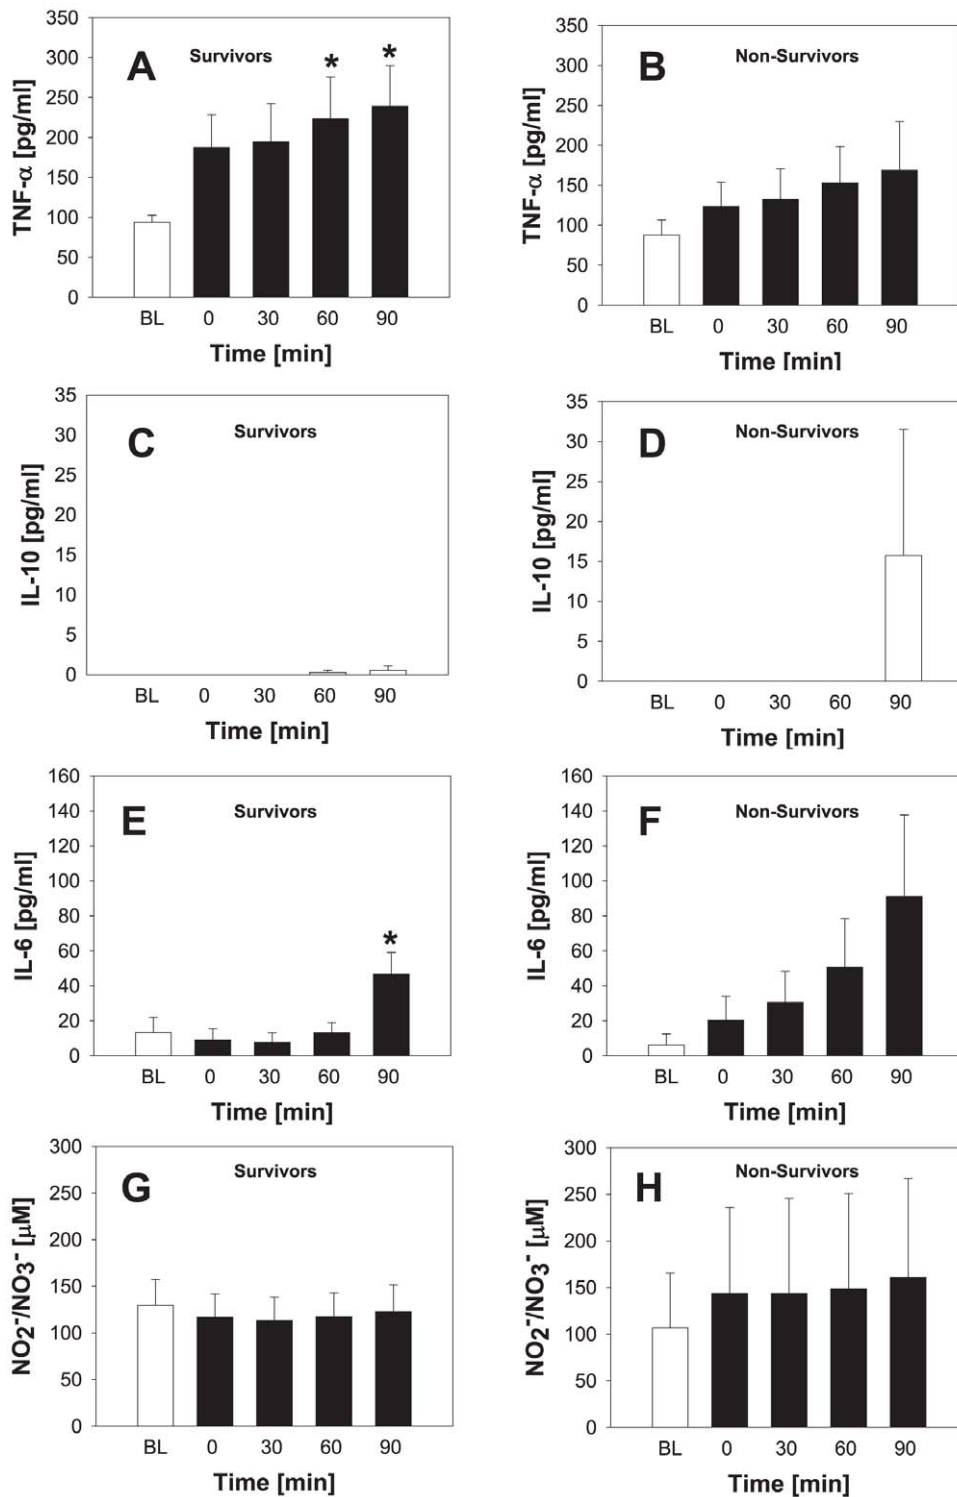 A
Survivors
*
*
TNF-α [pg/ml]
350
300
250
200
150
100
50
0
BL 0 30 60 90
Time [min]
B
Non-Survivors
TNF-α [pg/ml]
350
300
250
200
150
100
50
0
BL 0 30 60 90
Time [min]
C
Survivors
IL-10 [pg/ml]
35
30
25
20
15
10
5
0
BL 0 30 60 90
Time [min]
D
Non-Survivors
IL-10 [pg/ml]
35
30
25
20
15
10
5
0
BL 0 30 60 90
Time [min]
E
Survivors
*
IL-6 [pg/ml]
160
140
120
100
80
60
40
20
0
BL 0 30 60 90
Time [min]
F
Non-Survivors
IL-6 [pg/ml]
160
140
120
100
80
60
40
20
0
BL 0 30 60 90
Time [min]
G
Survivors
NO2⁻/NO3⁻ [μM]
300
250
200
150
100
50
0
BL 0 30 60 90
Time [min]
H
Non-Survivors
NO2⁻/NO3⁻ [μM]
300
250
200
150
100
50
0
BL 0 30 60 90
Time [min]